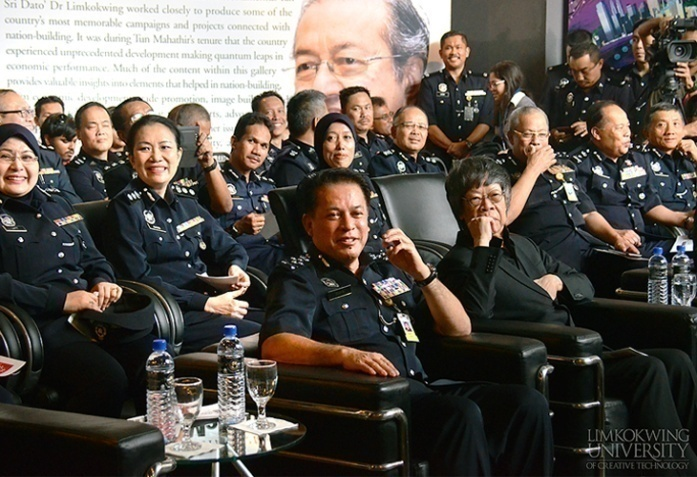 Sri Dato' Dr Limkokwing worked closely to produce some of the
country's most memorable campaigns and projects connected
with nation-building. It was during Tun Mahathir's tenure that the country
experienced unprecedented development making quantum leaps in
economic performance. Much of the content within this gallery
provides valuable insights into elements that helped in nation-building.
promotion, image buil
LIMKOKWING
UNIVERSITY
OF CREATIVE TECHNOLOGY